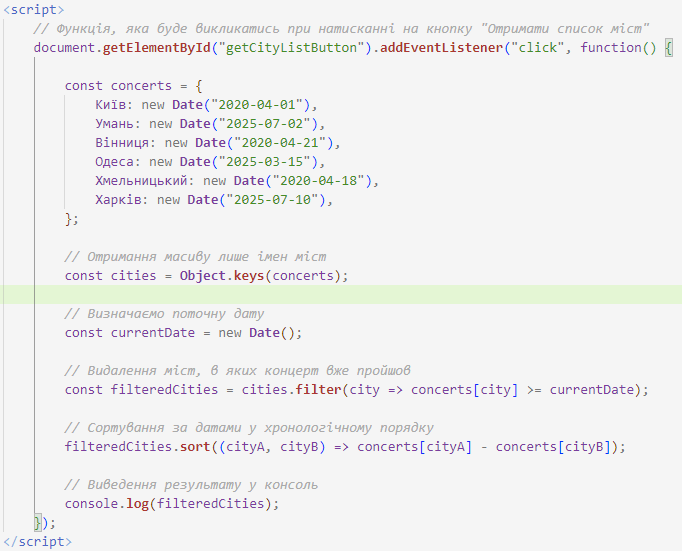 <script>
// Функція, яка буде викликатись при натисканні на кнопку "Отримати список міст"
document.getElementById("getCityListButton").addEventListener("click", function() {
const concerts = {
Київ: new Date("2020-04-01"),
Умань: new Date("2025-07-02"),
Вінниця: new Date("2020-04-21"),
Одеса: new Date("2025-03-15"),
Хмельницький: new Date("2020-04-18"),
Харків: new Date("2025-07-10"),
};
// Отримання масиву лише імен міст
const cities = Object.keys(concerts);
// Визначаємо поточну дату
const currentDate = new Date();
// Видалення міст, в яких концерт вже пройшов
const filteredCities = cities.filter(city => concerts[city] >= currentDate);
// Сортування за датами у хронологічному порядку
filteredCities.sort((cityA, cityB) => concerts[cityA] - concerts[cityB]);
// Виведення результату у консоль
console.log(filteredCities);
});
</script>